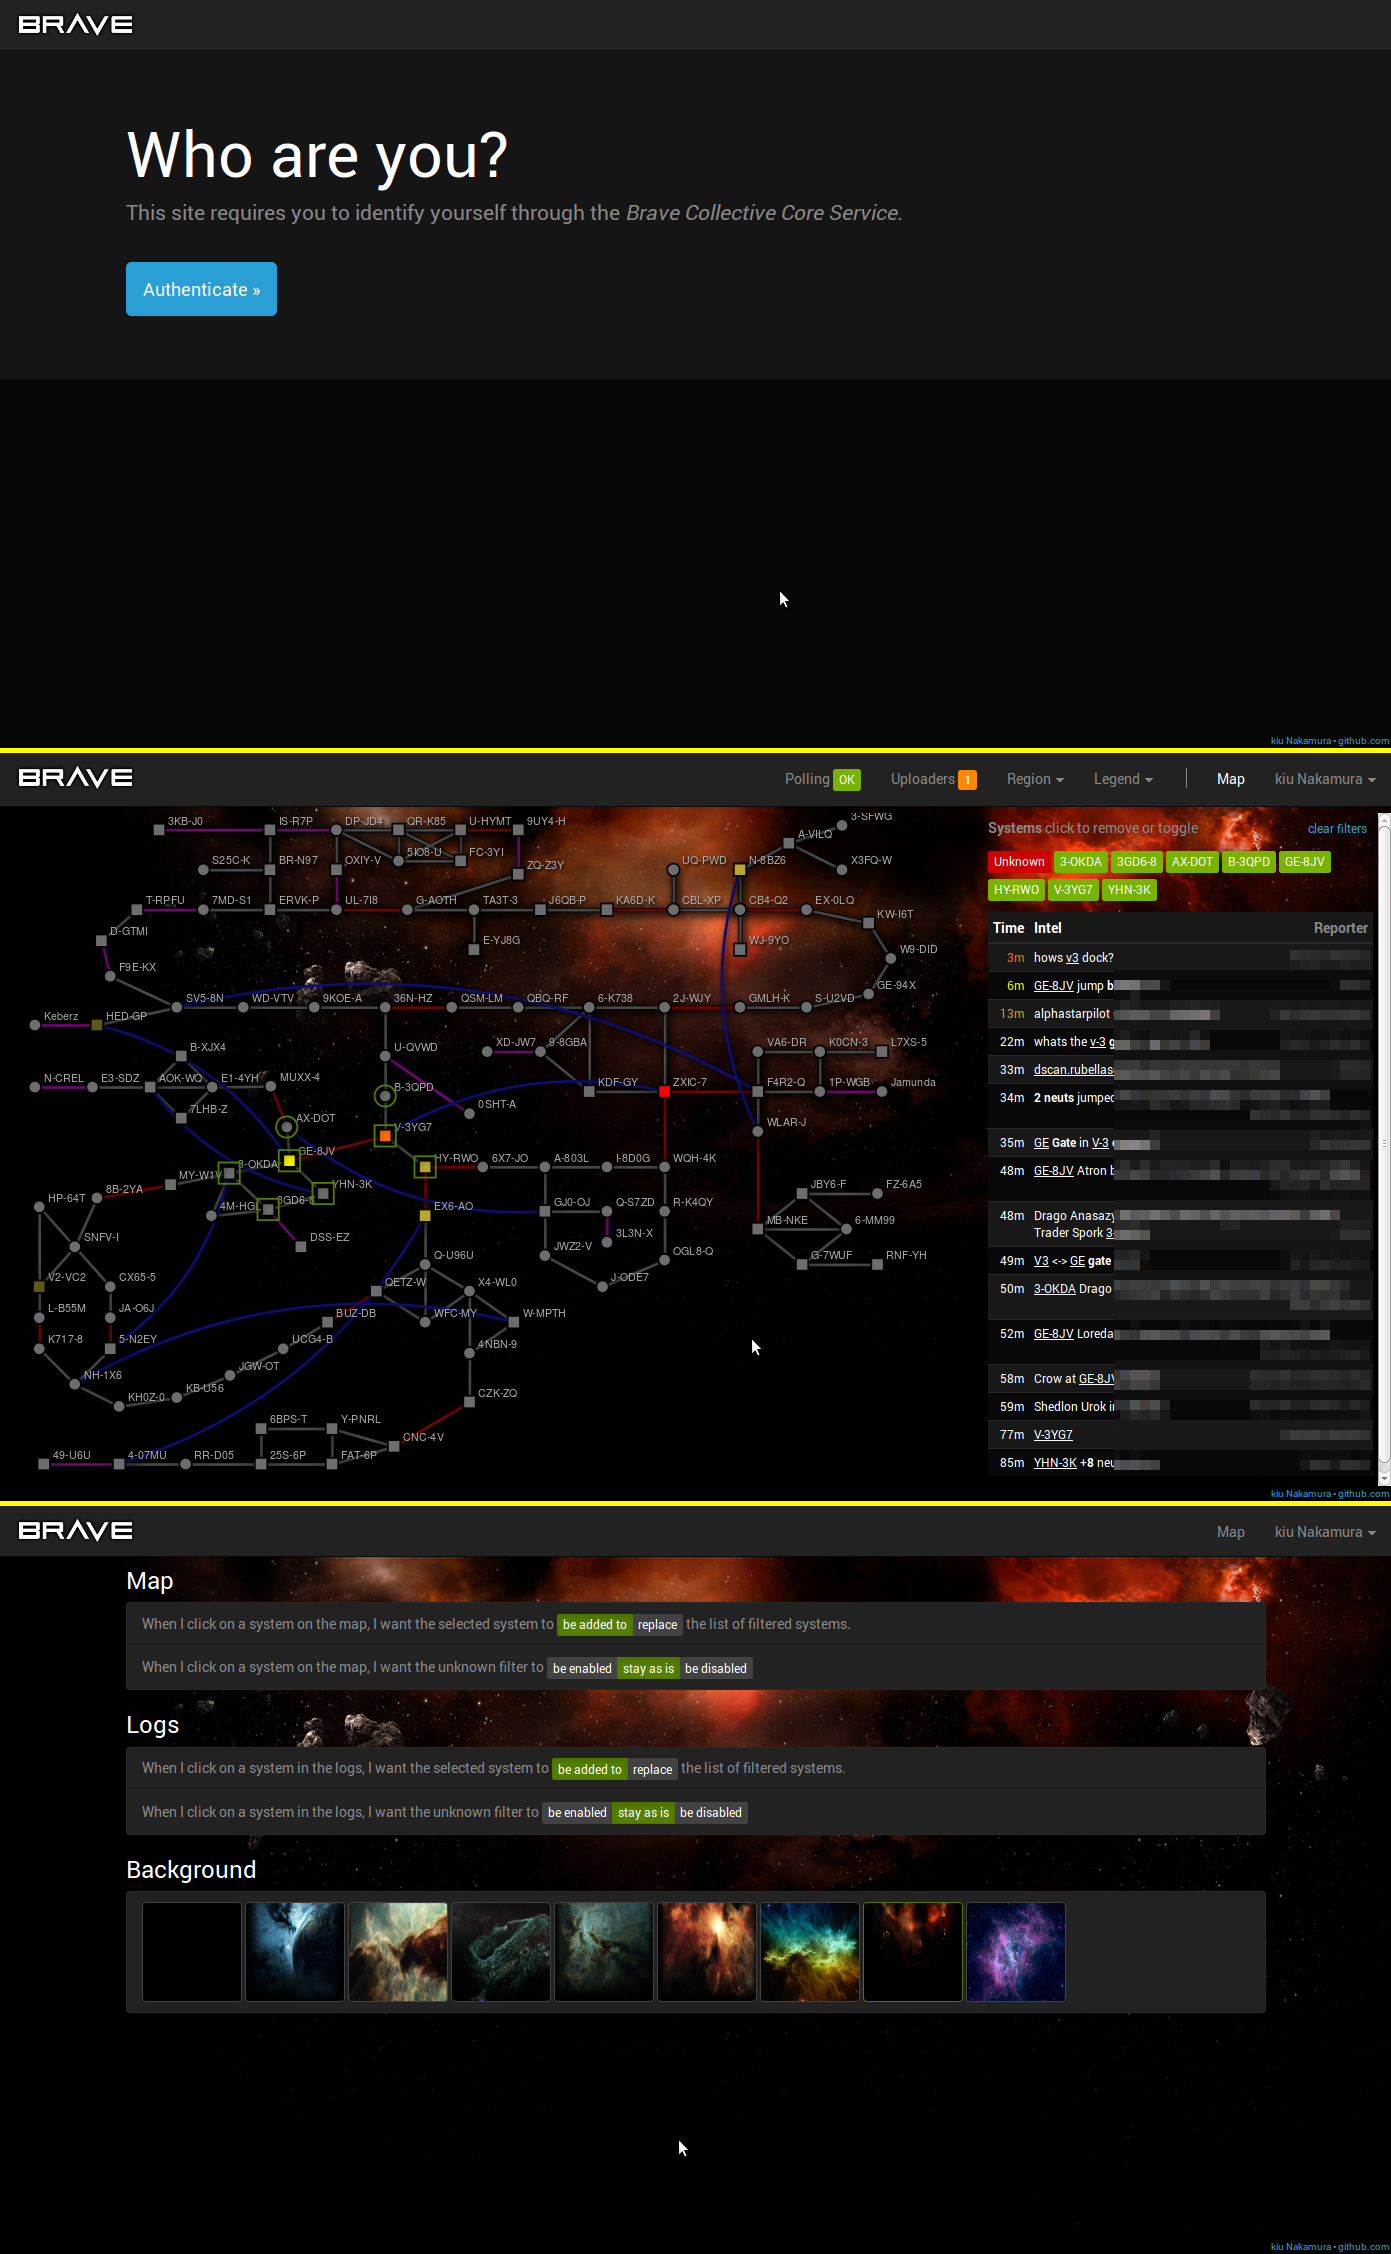 BRAVE
Who are you?
This site requires you to identify yourself through the Brave Collective Core Service.
Authenticate »
kiu Nakamura • github.com
BRAVE
Polling OK Uploaders 1 Region Legend Map kiu Nakamura
3KB-J0 IS-R7P DP-JD4 QR-K85 U-HYMT 9UY4-H 3-SFWG
A-VILQ
S25C-K BR-N97 OXIY-V 5IO8-U FC-3YI ZQ-Z3Y UQ-PWD N-8BZ6 X3FQ-W
T-RPFU 7MD-S1 ERVK-P UL-7I8 G-AOTH TA3T-3 J6QB-P KA6D-K CBL-XP CB4-Q2 EX-0LQ
KW-I6T
D-GTMI E-YJ8G WJ-9YO W9-DID
F9E-KX GE-94X
SV5-8N WD-VTV 9KOE-A 36N-HZ QSM-LM QBQ-RF 6-K738 2J-WJY GMLH-K S-U2VD
Keberz HED-GP
B-XJX4 U-QVWD XD-JW7 9-8GBA VA6-DR K0CN-3 L7XS-5
N-CREL E3-SDZ AOK-WQ E1-4YH MUXX-4 B-3QPD KDF-GY ZXIC-7 F4R2-Q 1P-WGB Jamunda
7LHB-Z AX-DOT 0SHT-A
V-3YG7 WLAR-J
GE-8JV
MY-W1V 3-OKDA HY-RWO 6X7-JO A-803L I-8D0G WQH-4K
HP-64T 8B-2YA YHN-3K JBY6-F FZ-6A5
4M-HGL 3GD6-8 EX6-AO GJ0-OJ Q-S7ZD R-K4QY
SNFV-I DSS-EZ 3L3N-X MB-NKE 6-MM99
Q-U96U JWZ2-V OGL8-Q G-7WUF RNF-YH
V2-VC2 CX65-5 QETZ-W X4-WL0 J-ODE7
L-B55M JA-O6J BUZ-DB WFC-MY W-MPTH
K717-8 5-N2EY UCG4-B 4NBN-9
NH-1X6 JGW-OT
KH0Z-0 KB-U56 CZK-ZQ
6BPS-T Y-PNRL
CNC-4V
49-U6U 4-07MU RR-D05 25S-6P FAT-6P
Systems click to remove or toggle clear filters
Unknown 3-OKDA 3GD6-8 AX-DOT B-3QPD GE-8JV
HY-RWO V-3YG7 YHN-3K
Time Intel Reporter
3m hows v3 dock?
6m GE-8JV jump
13m alphastarpilot
22m whats the v-3
33m dscan.rubellas
34m 2 neuts jumped
35m GE Gate in V-3
48m GE-8JV Atron
48m Drago Anasazy
Trader Spork
49m V3 <-> GE gate
50m 3-OKDA Drago
52m GE-8JV Loreda
58m Crow at GE-8JV
59m Shedlon Urok
77m V-3YG7
85m YHN-3K +8
kiu Nakamura • github.com
BRAVE
Map kiu Nakamura
Map
When I click on a system on the map, I want the selected system to be added to replace the list of filtered systems.
When I click on a system on the map, I want the unknown filter to be enabled stay as is be disabled
Logs
When I click on a system in the logs, I want the selected system to be added to replace the list of filtered systems.
When I click on a system in the logs, I want the unknown filter to be enabled stay as is be disabled
Background
kiu Nakamura • github.com